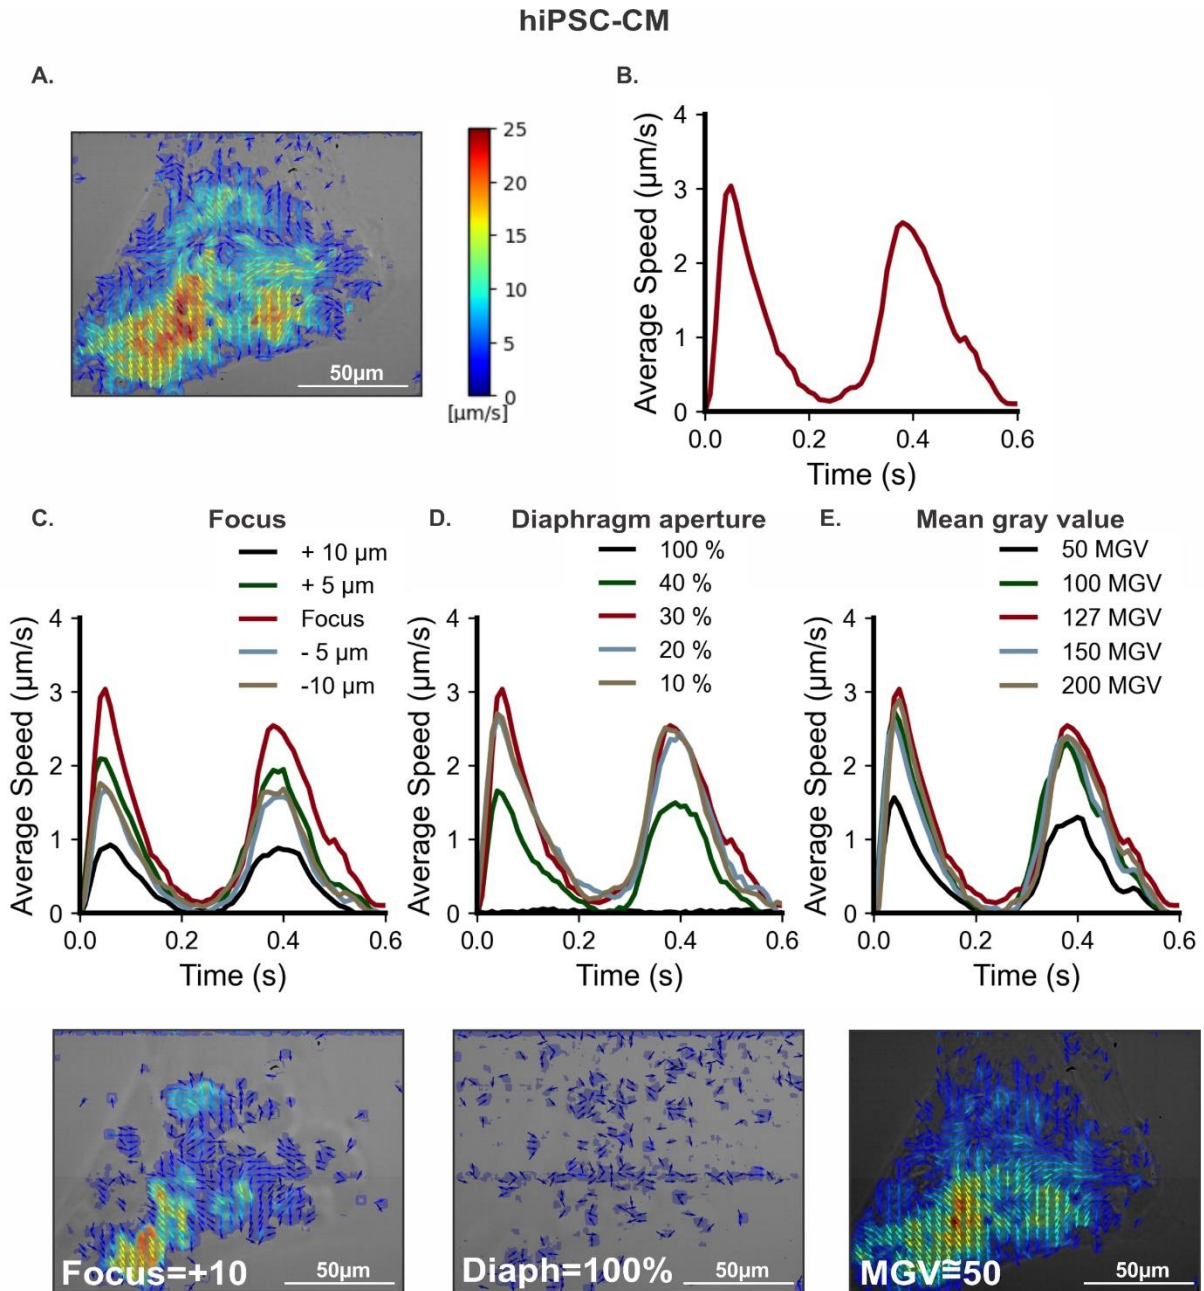 hiPSC-CM
A.
25
20
15
10
5
0
[µm/s]
50µm
B.
Average Speed (µm/s)
4
3
2
1
0
0.0 0.2 0.4 0.6
Time (s)
C. Focus
+ 10 µm
+ 5 µm
Focus
- 5 µm
-10 µm
Average Speed (µm/s)
4
3
2
1
0
0.0 0.2 0.4 0.6
Time (s)
D. Diaphragm aperture
100 %
40 %
30 %
20 %
10 %
Average Speed (µm/s)
4
3
2
1
0
0.0 0.2 0.4 0.6
Time (s)
E. Mean gray value
50 MGV
100 MGV
127 MGV
150 MGV
200 MGV
Average Speed (µm/s)
4
3
2
1
0
0.0 0.2 0.4 0.6
Time (s)
Focus=+10 50µm
Diaph=100% 50µm
MGV≅50 50µm